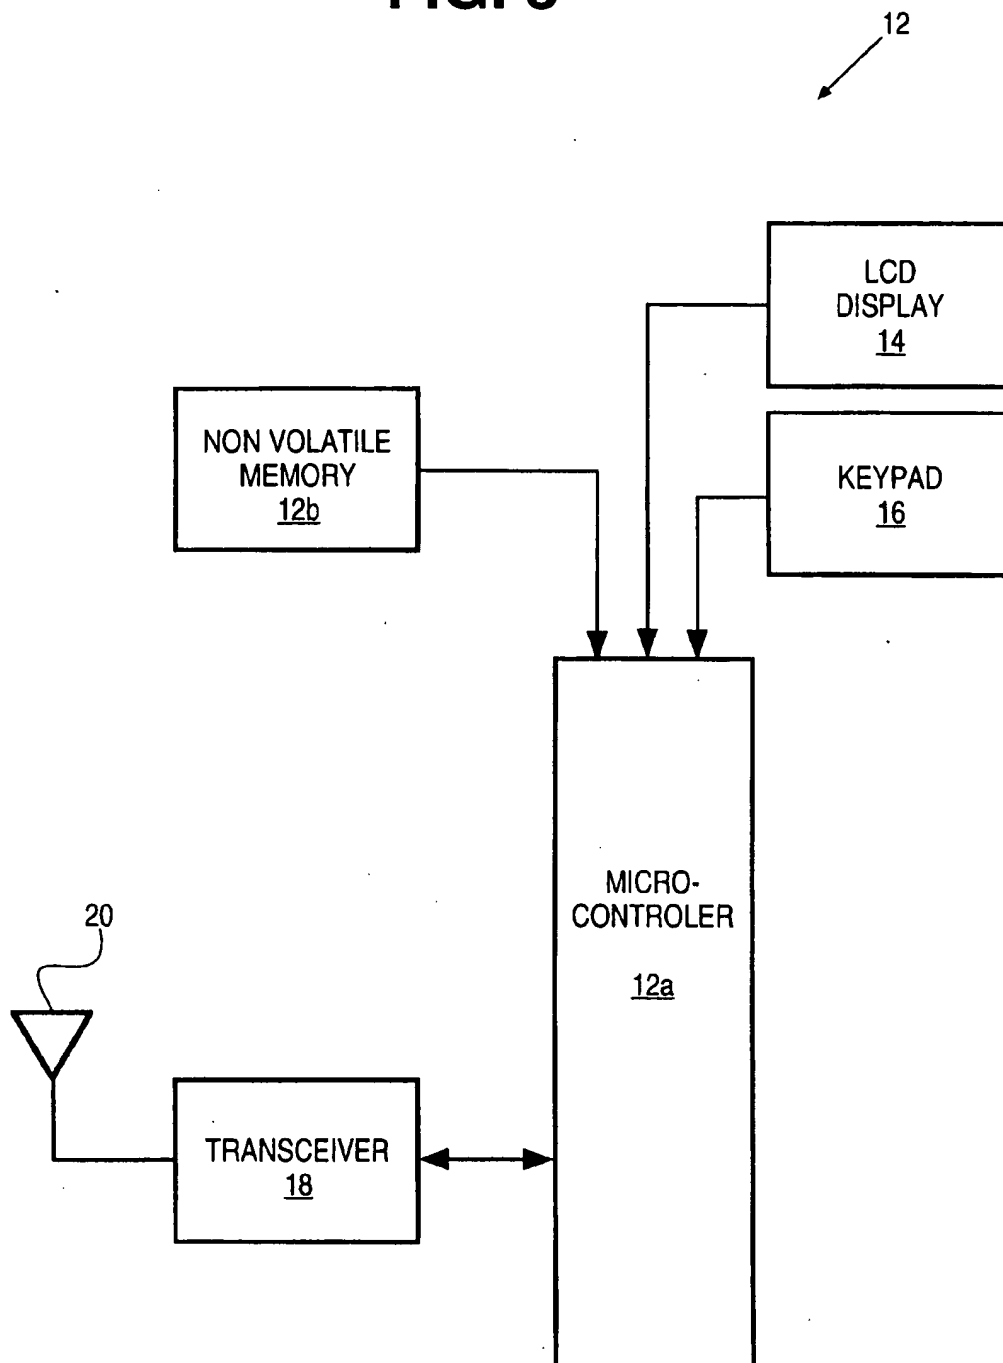 12
LCD
DISPLAY
14
NON VOLATILE
MEMORY
12b
KEYPAD
16
MICRO-
CONTROLER
12a
20
TRANSCEIVER
18